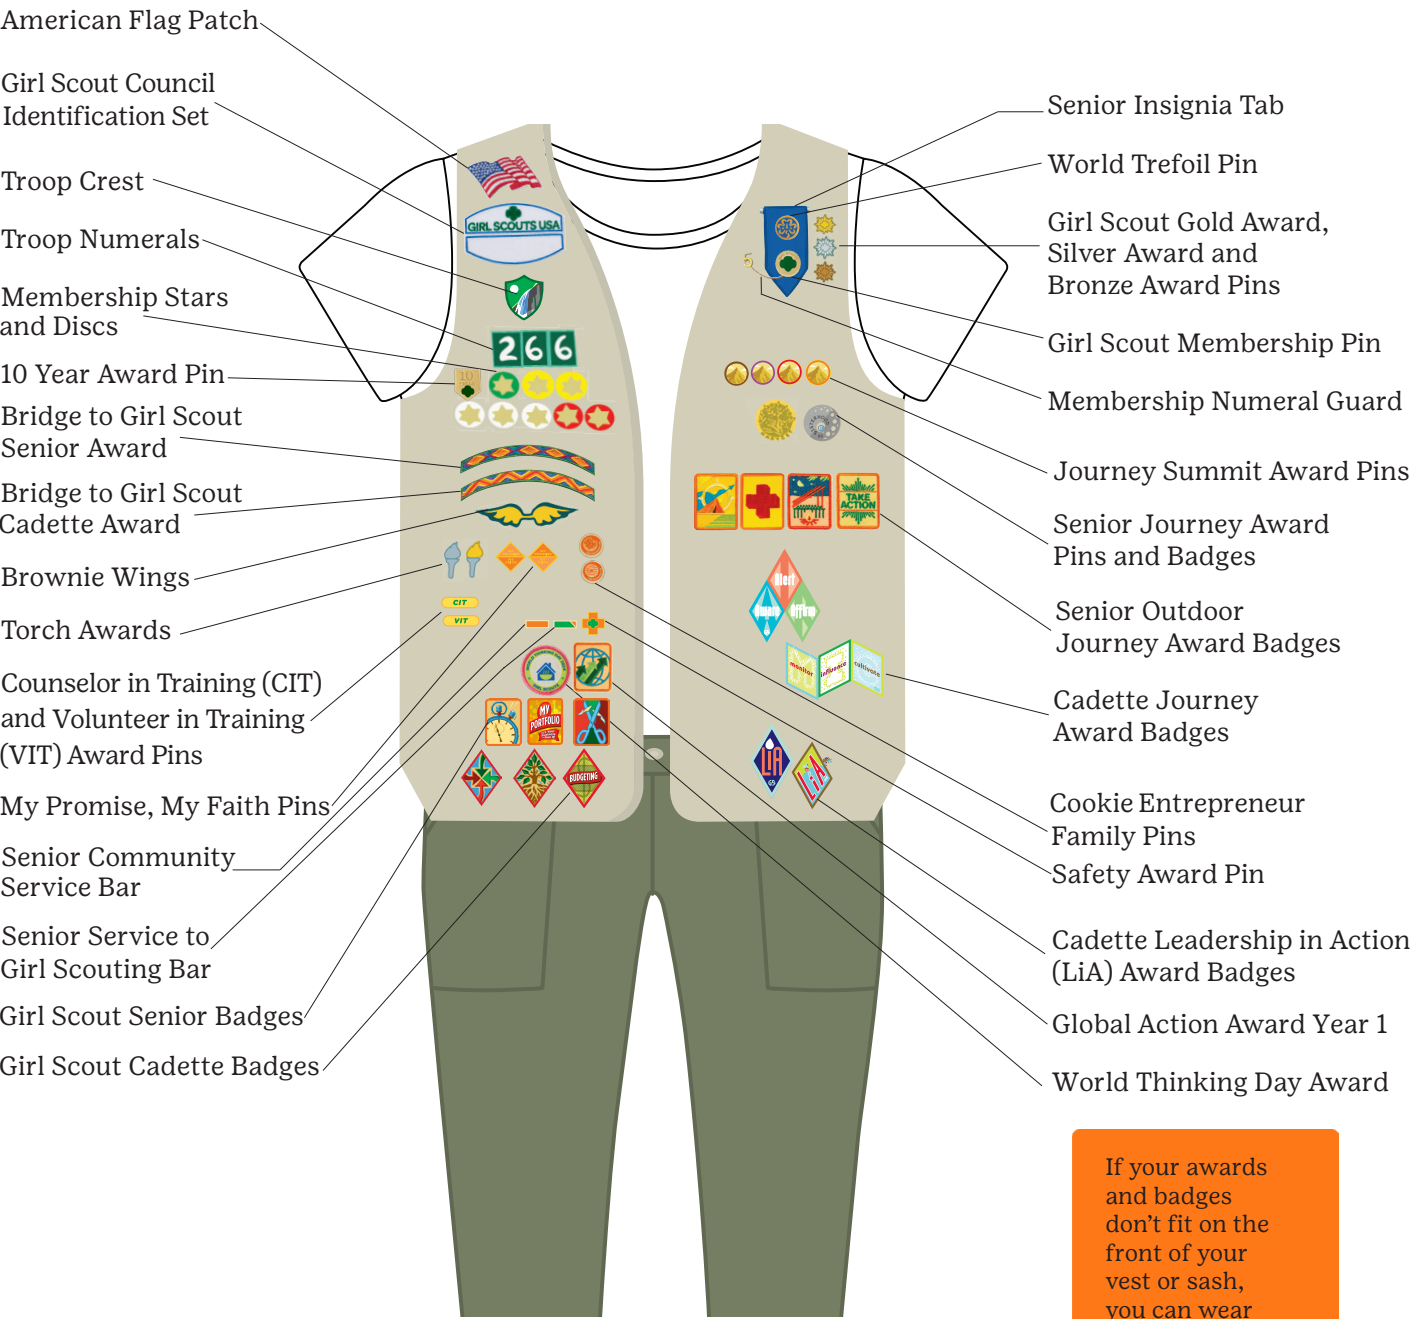 American Flag Patch
Girl Scout Council
Identification Set
Troop Crest
Troop Numerals
Membership Stars
and Discs
10 Year Award Pin
Bridge to Girl Scout
Senior Award
Bridge to Girl Scout
Cadette Award
Brownie Wings
Torch Awards
Counselor in Training (CIT)
and Volunteer in Training
(VIT) Award Pins
My Promise, My Faith Pins
Senior Community
Service Bar
Senior Service to
Girl Scouting Bar
Girl Scout Senior Badges
Girl Scout Cadette Badges
GIRL SCOUTS USA
266
10
CIT
VIT
MY
PORTFOLIO
BUDGETING
5
TAKE
ACTION
Alert
Affirm
monitor
influence
cultivate
LiA
LiA
Senior Insignia Tab
World Trefoil Pin
Girl Scout Gold Award,
Silver Award and
Bronze Award Pins
Girl Scout Membership Pin
Membership Numeral Guard
Journey Summit Award Pins
Senior Journey Award
Pins and Badges
Senior Outdoor
Journey Award Badges
Cadette Journey
Award Badges
Cookie Entrepreneur
Family Pins
Safety Award Pin
Cadette Leadership in Action
(LiA) Award Badges
Global Action Award Year 1
World Thinking Day Award
If your awards
and badges
don’t fit on the
front of your
vest or sash,
you can wear